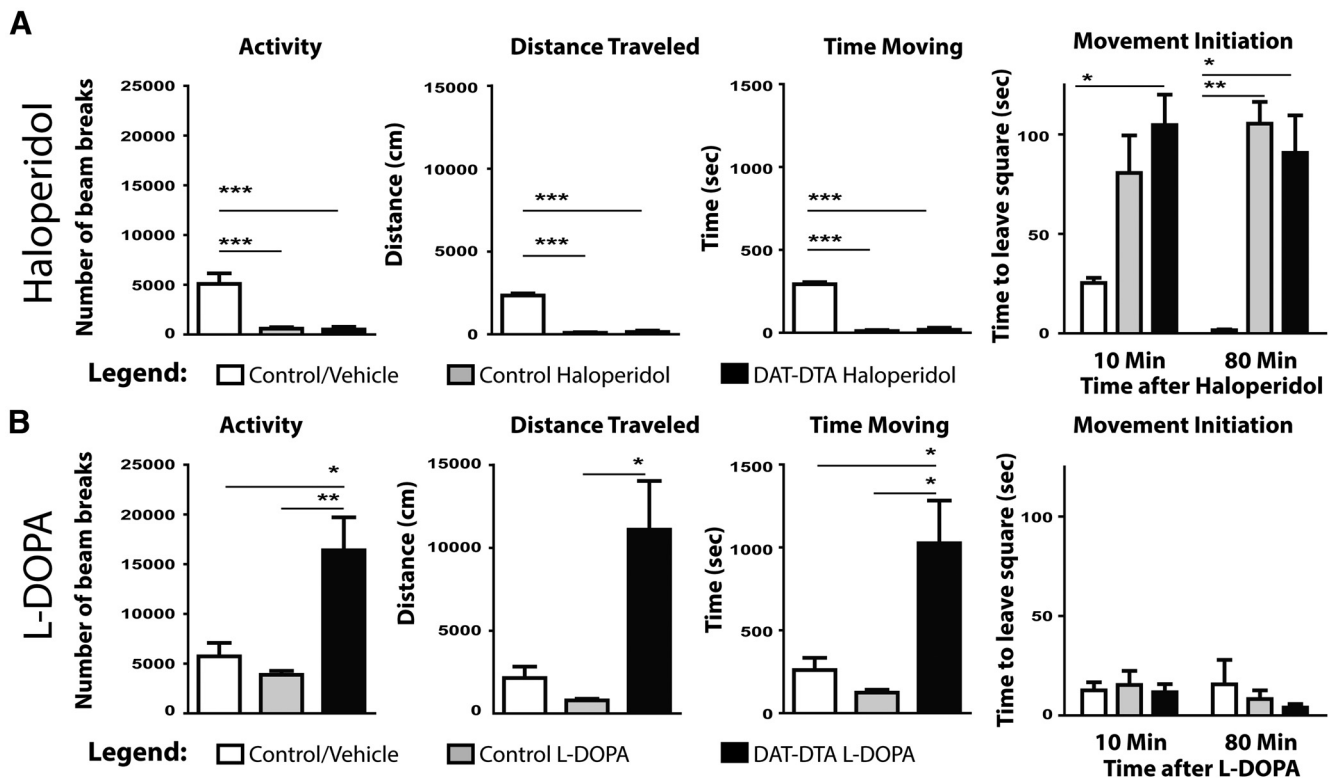 A
Haloperidol
Activity
Number of beam breaks
25000
20000
15000
10000
5000
0
***
***
Distance Traveled
Distance (cm)
15000
10000
5000
0
***
***
Time Moving
Time (sec)
1500
1000
500
0
***
***
Movement Initiation
Time to leave square (sec)
100
50
0
*
*
**
10 Min
80 Min
Time after Haloperidol
Legend:
Control/Vehicle
Control Haloperidol
DAT-DTA Haloperidol
B
L-DOPA
Activity
Number of beam breaks
25000
20000
15000
10000
5000
0
*
**
Distance Traveled
Distance (cm)
15000
10000
5000
0
*
Time Moving
Time (sec)
1500
1000
500
0
*
*
Movement Initiation
Time to leave square (sec)
100
50
0
10 Min
80 Min
Time after L-DOPA
Legend:
Control/Vehicle
Control L-DOPA
DAT-DTA L-DOPA